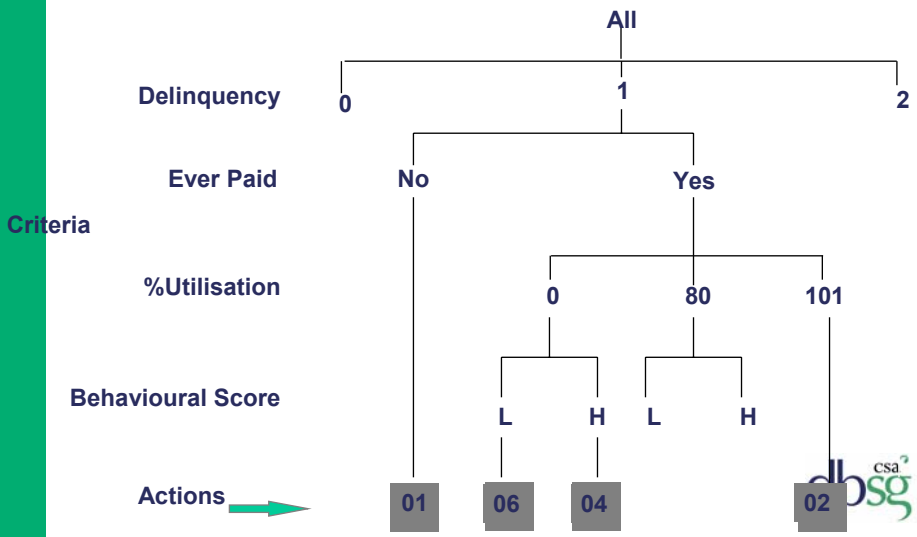 All
Delinquency 0 1 2
Ever Paid No Yes
Criteria
%Utilisation 0 80 101
Behavioural Score L H L H
Actions 01 06 04 02
csa
dbsg